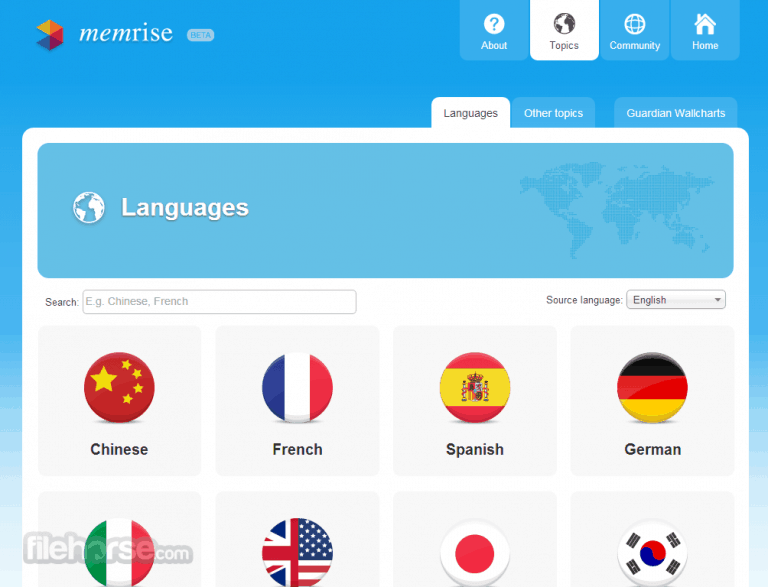 memrise BETA
About
Topics
Community
Home
Languages
Other topics
Guardian Wallcharts
Languages
Search: E.g. Chinese, French
Source language: English
Chinese
French
Spanish
German
filehorse.com